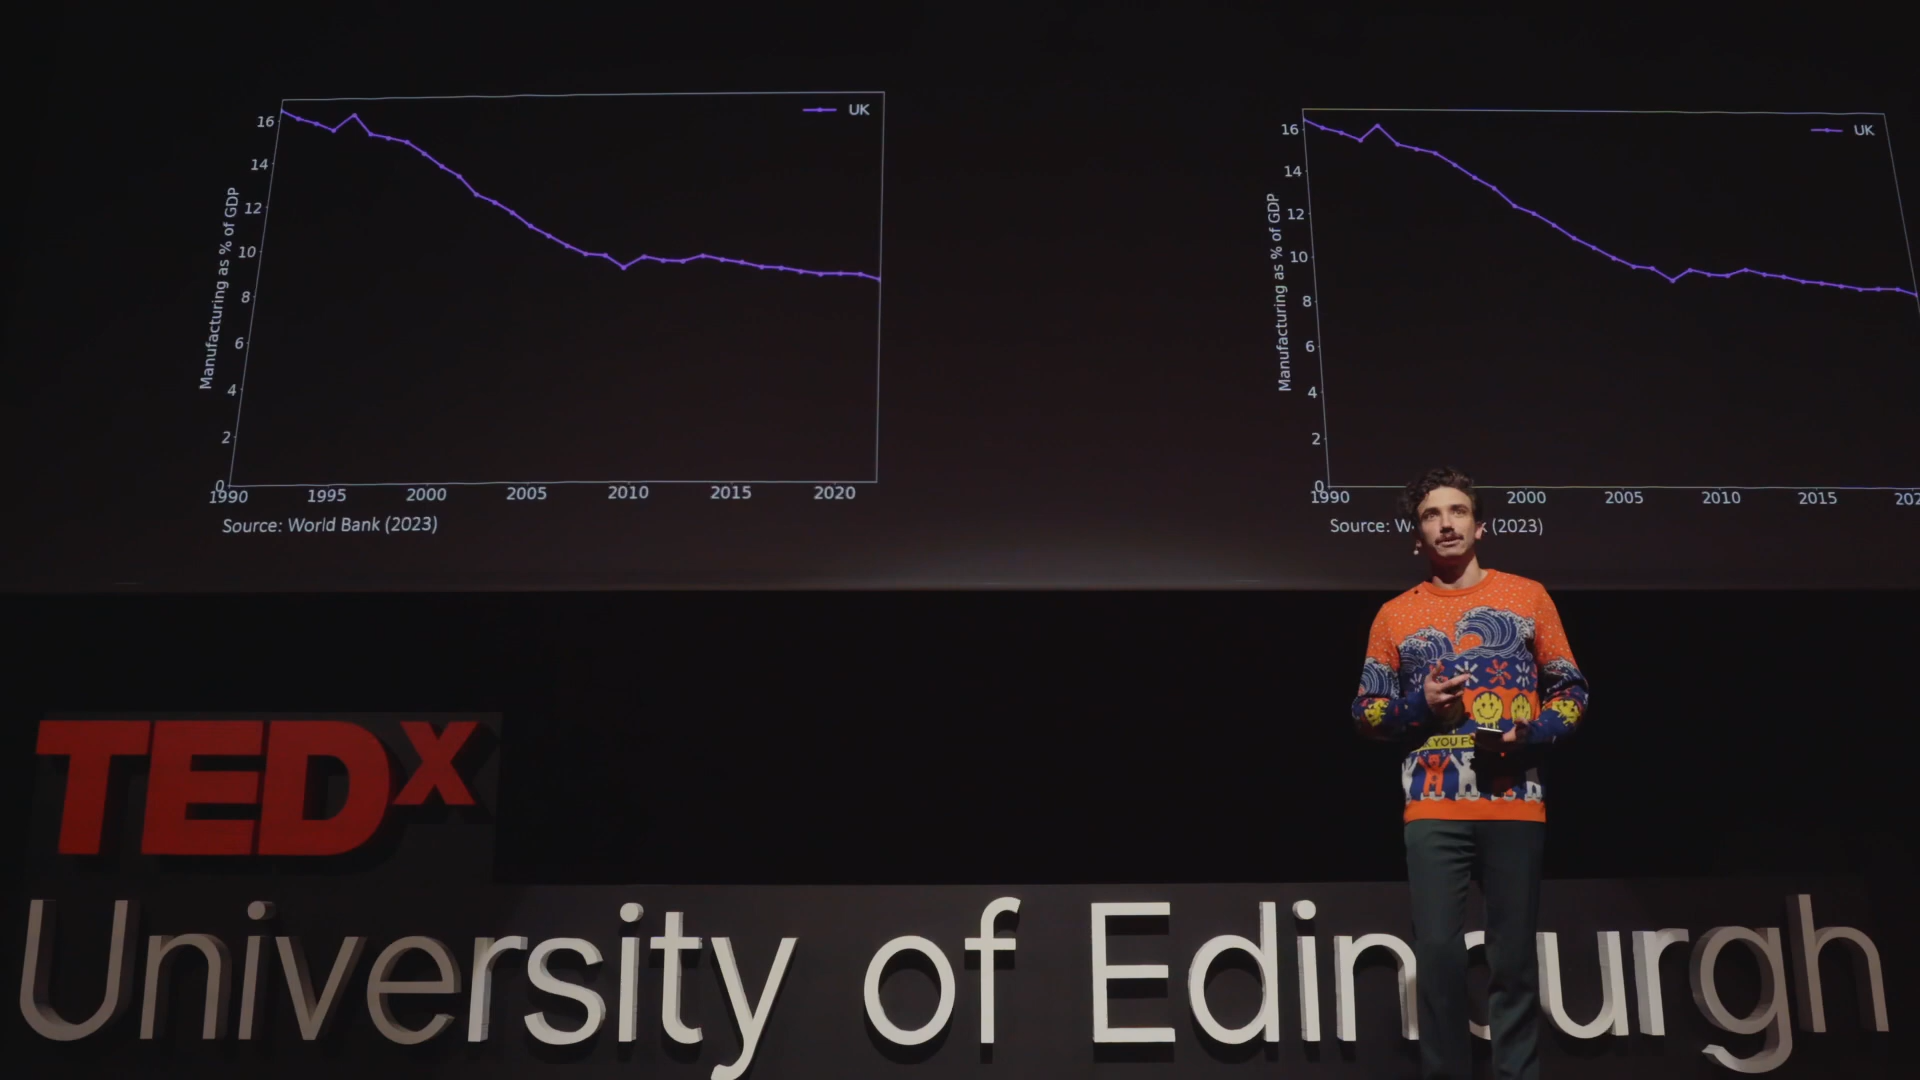 UK
16
14
12
10
8
6
4
2
0
Manufacturing as % of GDP
1990 1995 2000 2005 2010 2015 2020
Source: World Bank (2023)
UK
16
14
12
10
8
6
4
2
0
Manufacturing as % of GDP
1990 2000 2005 2010 2015
Source: (2023)
YOU
TEDx
University of Edinburgh